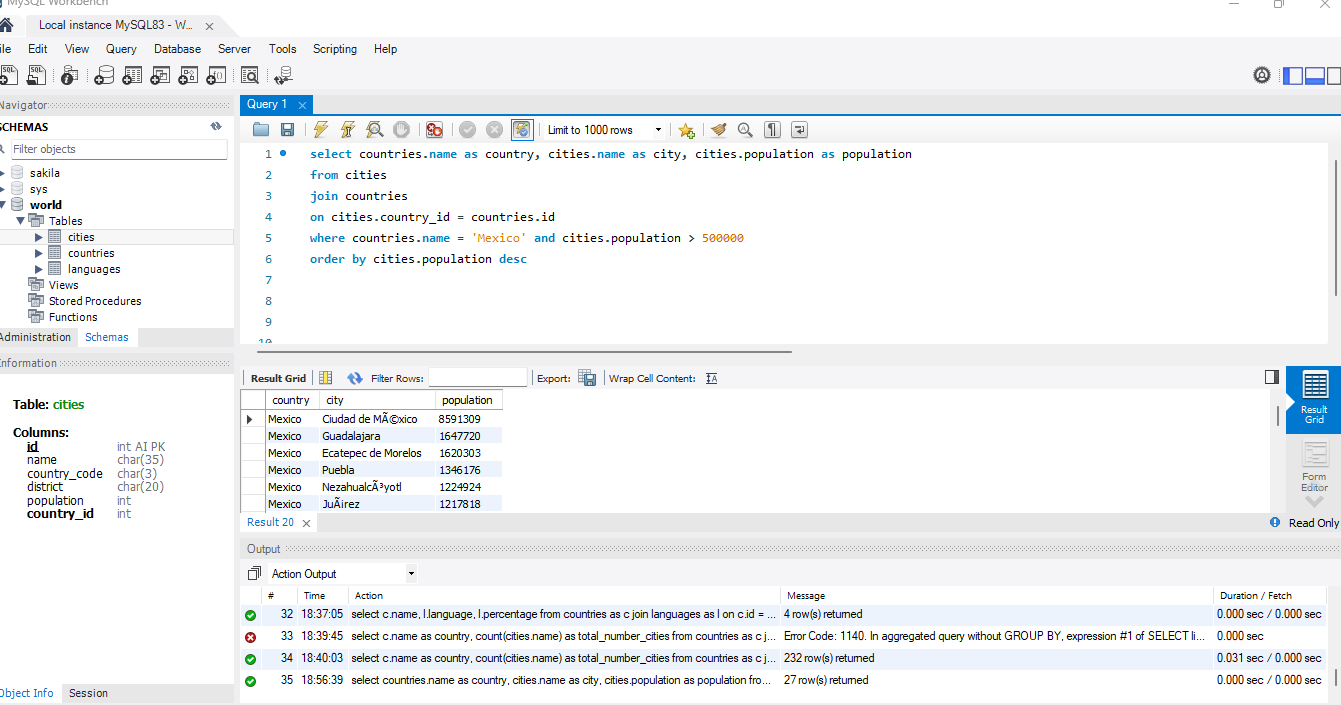 MySQL Workbench
Local instance MySQL83 - W...
ile Edit View Query Database Server Tools Scripting Help
Navigator
SCHEMAS
Filter objects
sakila
sys
world
Tables
cities
countries
languages
Views
Stored Procedures
Functions
Administration Schemas
Information
Table: cities
Columns:
id int AI PK
name char(35)
country_code char(3)
district char(20)
population int
country_id int
Object Info Session
Query 1
Limit to 1000 rows
1 select countries.name as country, cities.name as city, cities.population as population
2 from cities
3 join countries
4 on cities.country_id = countries.id
5 where countries.name = 'Mexico' and cities.population > 500000
6 order by cities.population desc
7
8
9
10
Result Grid Filter Rows: Export: Wrap Cell Content:
country city population
Mexico Ciudad de MÃ©xico 8591309
Mexico Guadalajara 1647720
Mexico Ecatepec de Morelos 1620303
Mexico Puebla 1346176
Mexico NezahualcÃ³yotl 1224924
Mexico JuÃirez 1217818
Result Grid
Form Editor
Result 20
Read Only
Output
Action Output
# Time Action Message Duration / Fetch
32 18:37:05 select c.name, l.language, l.percentage from countries as c join languages as l on c.id = ... 4 row(s) returned 0.000 sec / 0.000 sec
33 18:39:45 select c.name as country, count(cities.name) as total_number_cities from countries as c j... Error Code: 1140. In aggregated query without GROUP BY, expression #1 of SELECT li... 0.000 sec
34 18:40:03 select c.name as country, count(cities.name) as total_number_cities from countries as c j... 232 row(s) returned 0.031 sec / 0.000 sec
35 18:56:39 select countries.name as country, cities.name as city, cities.population as population fro... 27 row(s) returned 0.000 sec / 0.000 sec